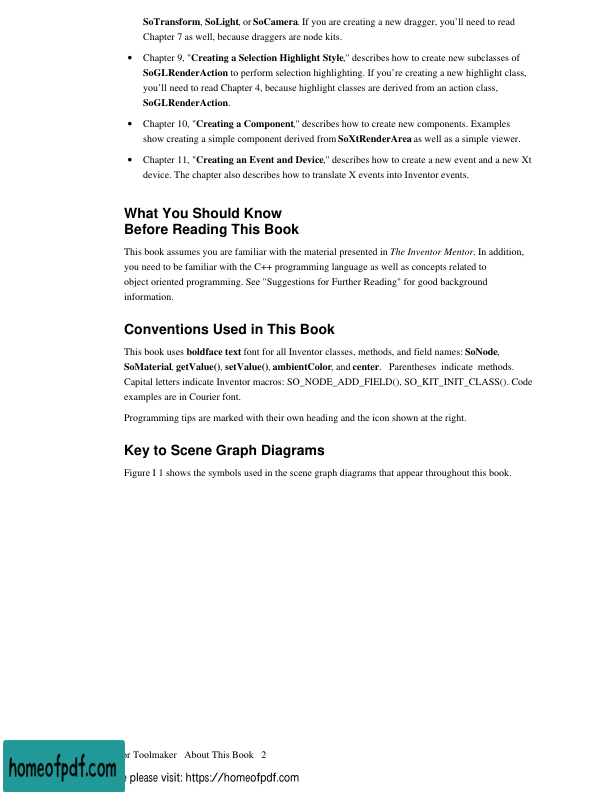 SoTransform, SoLight, or SoCamera. If you are creating a new dragger, you'll need to read
Chapter 7 as well, because draggers are node kits.
• Chapter 9, "Creating a Selection Highlight Style," describes how to create new subclasses of
SoGLRenderAction to perform selection highlighting. If you're creating a new highlight class,
you'll need to read Chapter 4, because highlight classes are derived from an action class,
SoGLRenderAction.
• Chapter 10, "Creating a Component," describes how to create new components. Examples
show creating a simple component derived from SoXtRenderArea as well as a simple viewer.
• Chapter 11, "Creating an Event and Device," describes how to create a new event and a new Xt
device. The chapter also describes how to translate X events into Inventor events.
What You Should Know
Before Reading This Book
This book assumes you are familiar with the material presented in The Inventor Mentor. In addition,
you need to be familiar with the C++ programming language as well as concepts related to
object oriented programming. See "Suggestions for Further Reading" for good background
information.
Conventions Used in This Book
This book uses boldface text font for all Inventor classes, methods, and field names: SoNode,
SoMaterial, getValue(), setValue(), ambientColor, and center. Parentheses indicate methods.
Capital letters indicate Inventor macros: SO_NODE_ADD_FIELD(), SO_KIT_INIT_CLASS(). Code
examples are in Courier font.
Programming tips are marked with their own heading and the icon shown at the right.
Key to Scene Graph Diagrams
Figure I 1 shows the symbols used in the scene graph diagrams that appear throughout this book.
or Toolmaker About This Book 2
homeofpdf.com
please visit: https://homeofpdf.com